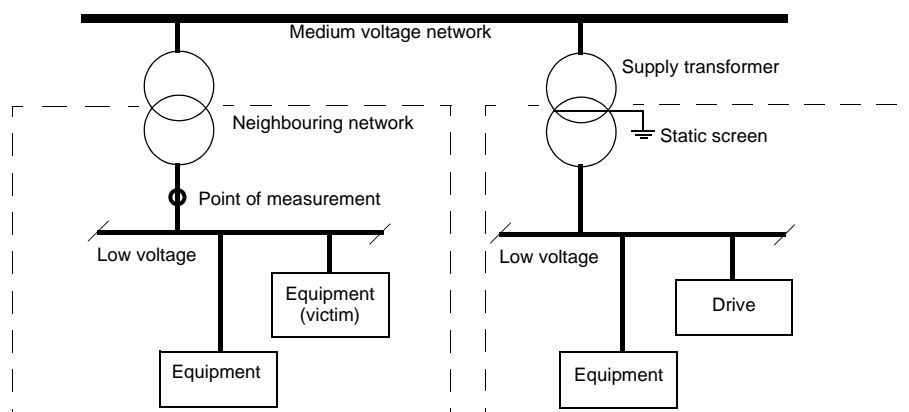 Medium voltage network
Supply transformer
Neighbouring network
Static screen
Point of measurement
Low voltage
Low voltage
Equipment
(victim)
Drive
Equipment
Equipment